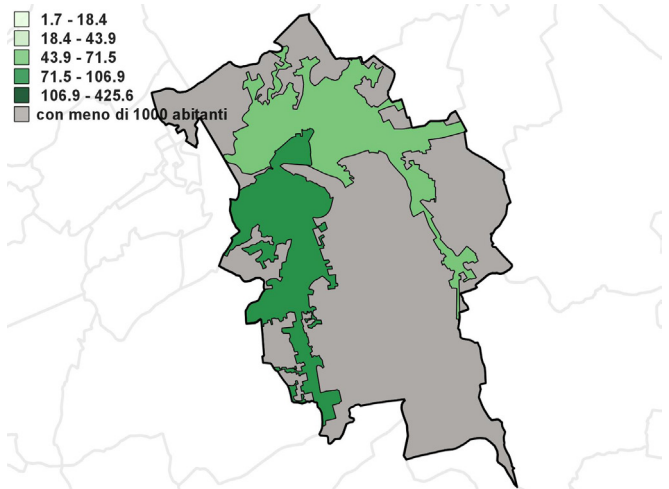 1.7 - 18.4
18.4 - 43.9
43.9 - 71.5
71.5 - 106.9
106.9 - 425.6
con meno di 1000 abitanti